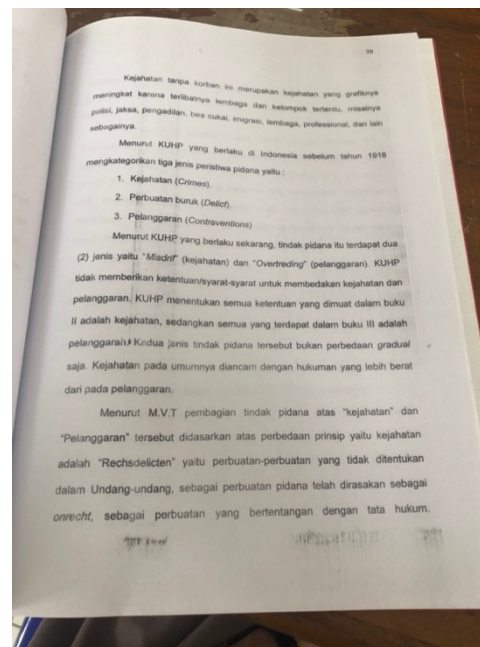 Kejahatan tanpa korban ini merupakan kejahatan yang grafiknya
meningkat karena terlibatnya lembaga dan kelompok tertentu, misalnya
polisi, jaksa, pengadilan, bea cukai, imigrasi, lembaga, professional, dan lain
sebagainya.
Menurut KUHP yang berlaku di Indonesia sebelum tahun 1918
mengkategorikan tiga jenis peristiwa pidana yaitu :
1. Kejahatan (Crimes).
2. Perbuatan buruk (Delict).
3. Pelanggaran (Contraventions)
Menurut KUHP yang berlaku sekarang, tindak pidana itu terdapat dua
(2) jenis yaitu "Misdrif" (kejahatan) dan "Overtreding" (pelanggaran). KUHP
tidak memberikan ketentuan/syarat-syarat untuk membedakan kejahatan dan
pelanggaran. KUHP menentukan semua ketentuan yang dimuat dalam buku
II adalah kejahatan, sedangkan semua yang terdapat dalam buku III adalah
pelanggaran. Kedua jenis tindak pidana tersebut bukan perbedaan gradual
saja. Kejahatan pada umumnya diancam dengan hukuman yang lebih berat
dari pada pelanggaran.
Menurut M.V.T pembagian tindak pidana atas "kejahatan" dan
"Pelanggaran" tersebut didasarkan atas perbedaan prinsip yaitu kejahatan
adalah "Rechsdelicten" yaitu perbuatan-perbuatan yang tidak ditentukan
dalam Undang-undang, sebagai perbuatan pidana telah dirasakan sebagai
onrecht, sebagai perbuatan yang bertentangan dengan tata hukum.